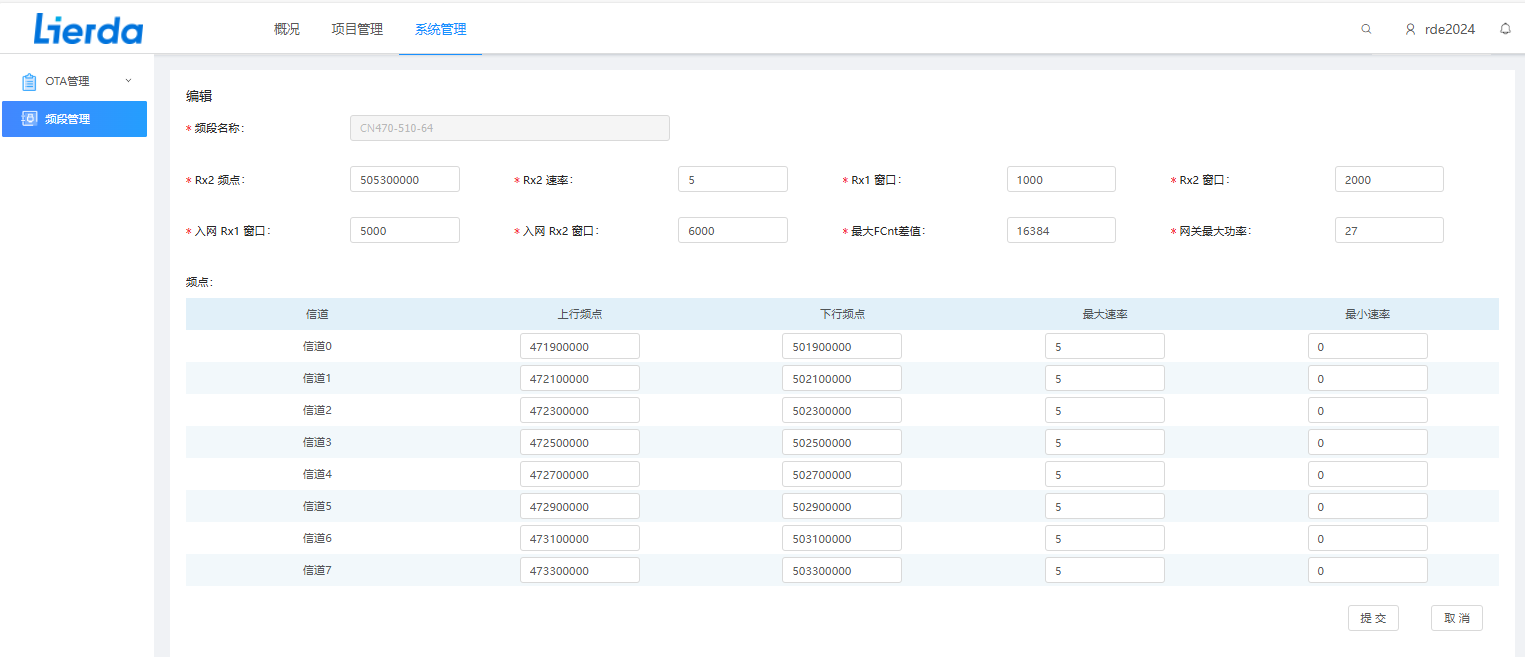 Lierda 概况 项目管理 系统管理 rde2024
OTA管理
频段管理
编辑
* 频段名称: CN470-510-64
* Rx2 频点: 505300000 * Rx2 速率: 5 * Rx1 窗口: 1000 * Rx2 窗口: 2000
* 入网 Rx1 窗口: 5000 * 入网 Rx2 窗口: 6000 * 最大FCnt差值: 16384 * 网关最大功率: 27
频点:
信道 上行频点 下行频点 最大速率 最小速率
信道0 471900000 501900000 5 0
信道1 472100000 502100000 5 0
信道2 472300000 502300000 5 0
信道3 472500000 502500000 5 0
信道4 472700000 502700000 5 0
信道5 472900000 502900000 5 0
信道6 473100000 503100000 5 0
信道7 473300000 503300000 5 0
提 交 取 消